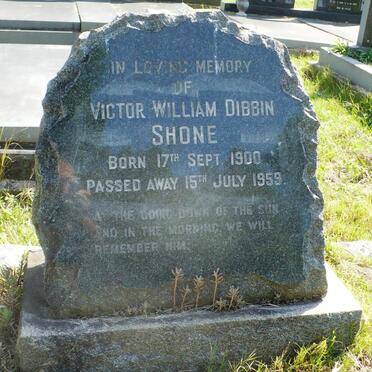 IN LOVING MEMORY
OF
VICTOR WILLIAM DIBBIN
SHONE
BORN 17TH SEPT. 1900
PASSED AWAY 15TH JULY 1959.
AT THE GOING DOWN OF THE SUN
AND IN THE MORNING, WE WILL
REMEMBER HIM.